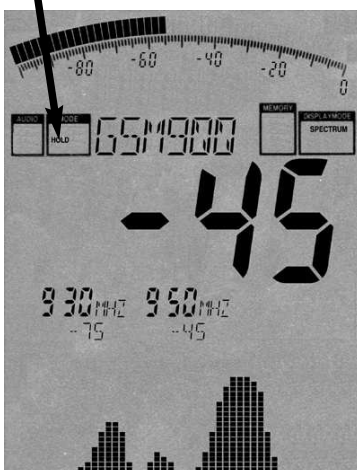 -80 -60 -40 -20 0
AUDIO MODE HOLD GSM900 MEMORY DISPLAYMODE SPECTRUM
-45
930MHZ 950MHZ
-75 -45